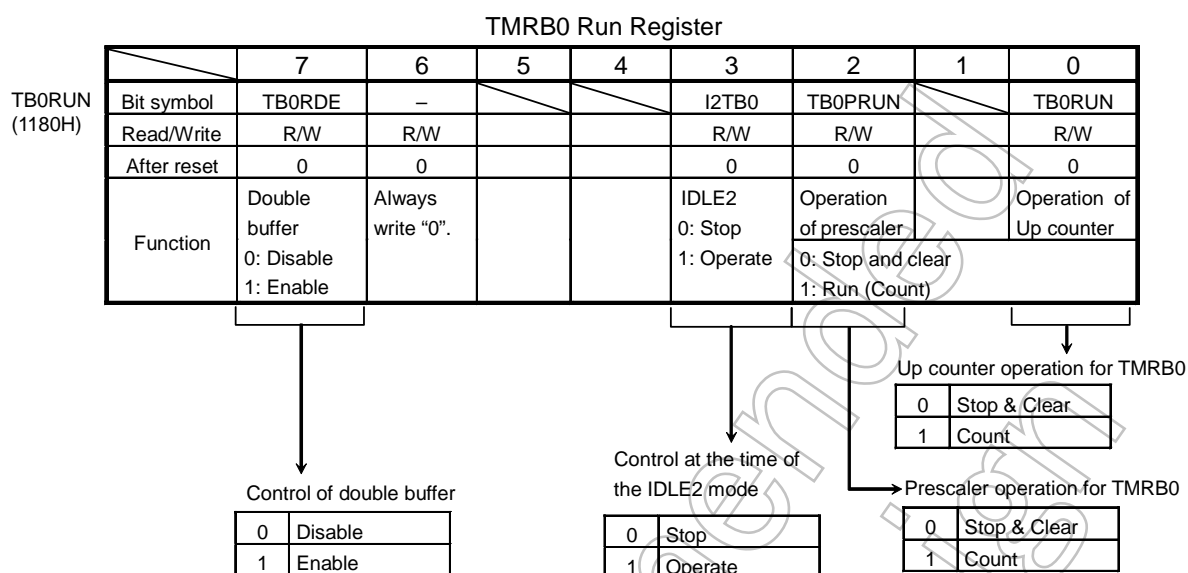 TMRB0 Run Register
7 6 5 4 3 2 1 0
TB0RUN
(1180H)
Bit symbol TB0RDE – I2TB0 TB0PRUN TB0RUN
Read/Write R/W R/W R/W R/W R/W
After reset 0 0 0 0 0
Function
Double
buffer
0: Disable
1: Enable
Always
write “0”.
IDLE2
0: Stop
1: Operate
Operation
of prescaler
Operation of
Up counter
0: Stop and clear
1: Run (Count)
Up counter operation for TMRB0
0 Stop & Clear
1 Count
Control at the time of
the IDLE2 mode
0 Stop
1 Operate
Prescaler operation for TMRB0
0 Stop & Clear
1 Count
Control of double buffer
0 Disable
1 Enable